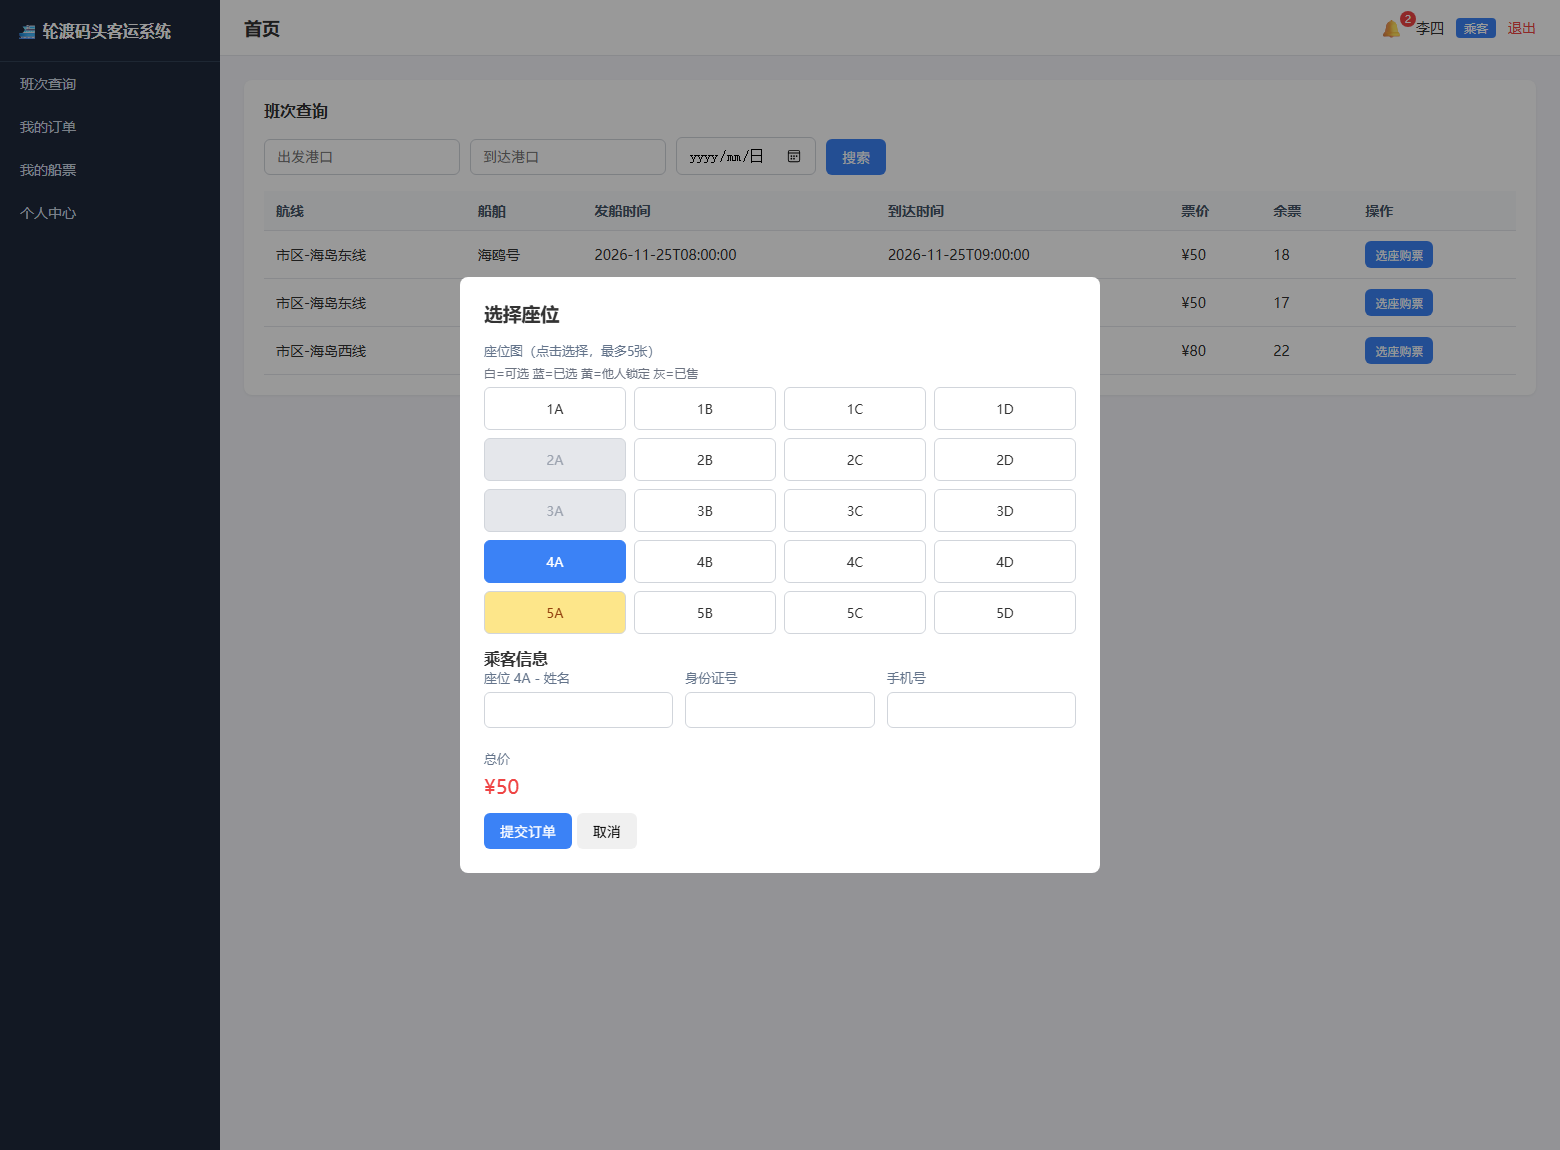 轮渡码头客运系统
首页
2
李四
乘客
退出
班次查询
我的订单
我的船票
个人中心
班次查询
出发港口
到达港口
yyyy/mm/日
搜索
航线 船舶 发船时间 到达时间 票价 余票 操作
市区-海岛东线 海鸥号 2026-11-25T08:00:00 2026-11-25T09:00:00 ¥50 18 选座购票
市区-海岛东线 ¥50 17 选座购票
市区-海岛西线 ¥80 22 选座购票
选择座位
座位图（点击选择，最多5张）
白=可选 蓝=已选 黄=他人锁定 灰=已售
1A 1B 1C 1D
2A 2B 2C 2D
3A 3B 3C 3D
4A 4B 4C 4D
5A 5B 5C 5D
乘客信息
座位 4A - 姓名 身份证号 手机号
总价
¥50
提交订单 取消